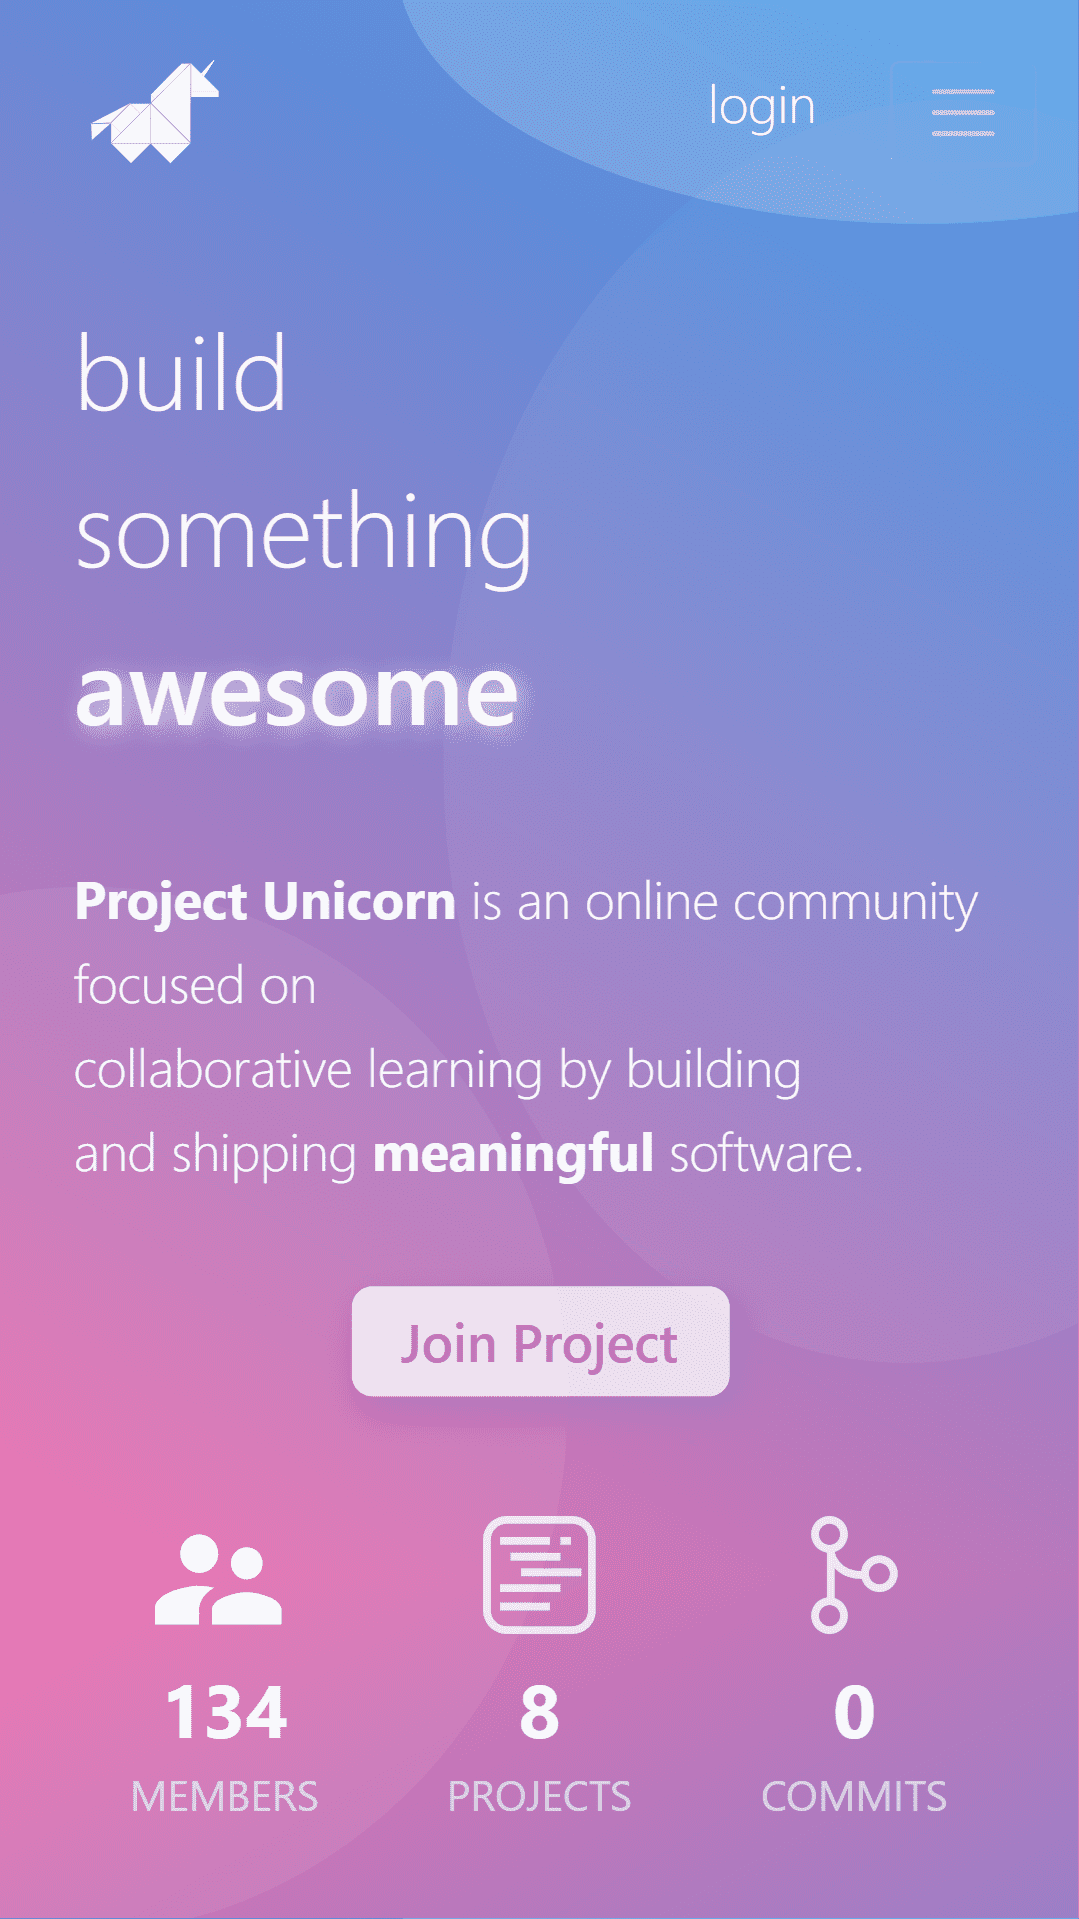 login
build
something
awesome
Project Unicorn is an online community
focused on
collaborative learning by building
and shipping meaningful software.
Join Project
134 8 0
MEMBERS PROJECTS COMMITS